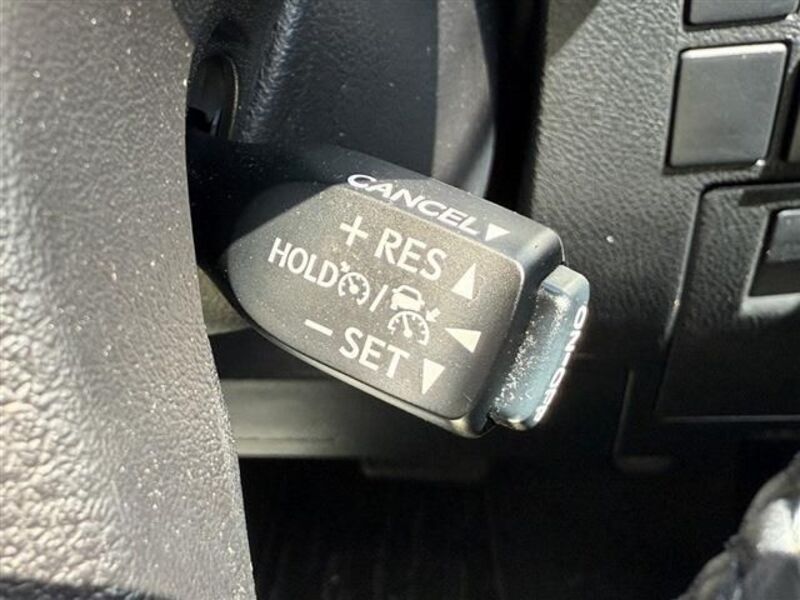 CANCEL▼
+ RES ▲
HOLD /
− SET ▼
ON-OFF